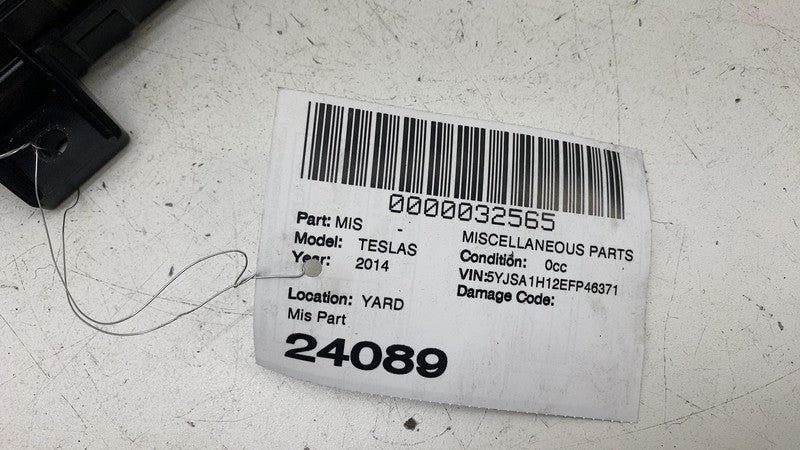 0000032565
Part: MIS - MISCELLANEOUS PARTS
Model: TESLAS Condition: 0cc
Year: 2014 VIN:5YJSA1H12EFP46371
Damage Code:
Location: YARD
Mis Part
24089